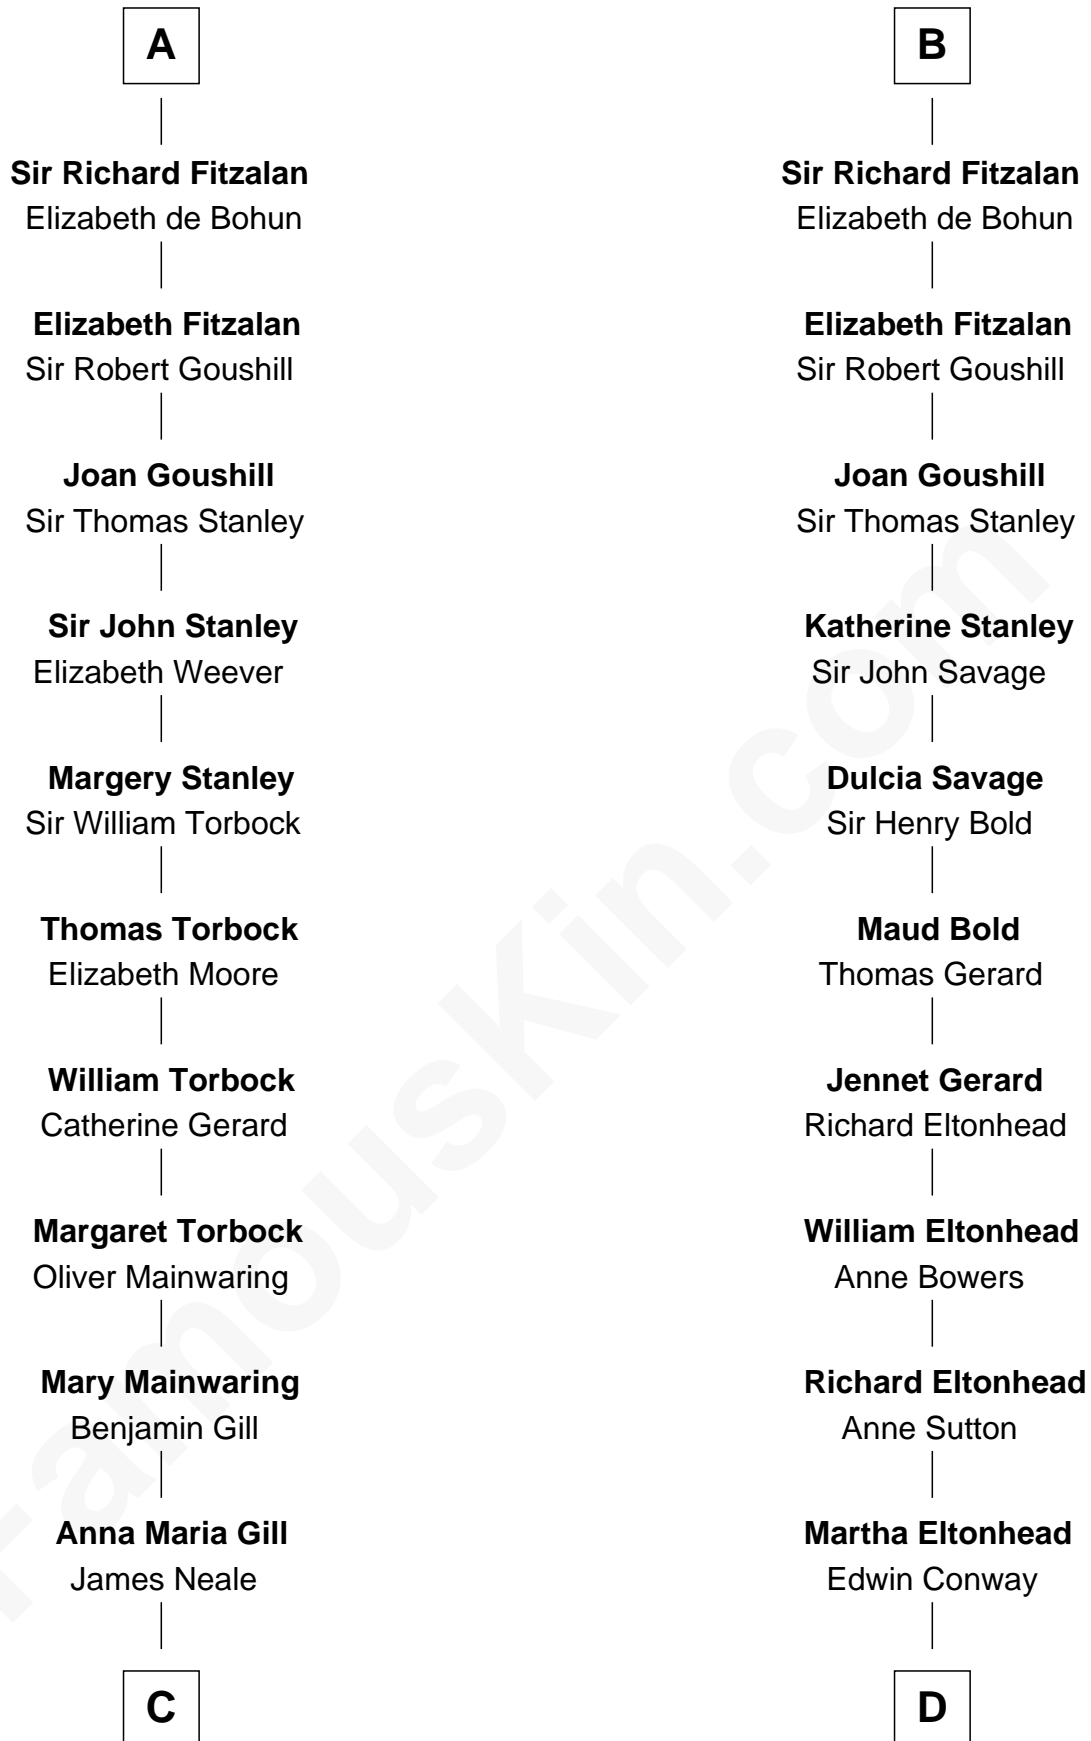 A
Sir Richard Fitzalan
Elizabeth de Bohun
Elizabeth Fitzalan
Sir Robert Goushill
Joan Goushill
Sir Thomas Stanley
Sir John Stanley
Elizabeth Weever
Margery Stanley
Sir William Torbock
Thomas Torbock
Elizabeth Moore
William Torbock
Catherine Gerard
Margaret Torbock
Oliver Mainwaring
Mary Mainwaring
Benjamin Gill
Anna Maria Gill
James Neale
C
B
Sir Richard Fitzalan
Elizabeth de Bohun
Elizabeth Fitzalan
Sir Robert Goushill
Joan Goushill
Sir Thomas Stanley
Katherine Stanley
Sir John Savage
Dulcia Savage
Sir Henry Bold
Maud Bold
Thomas Gerard
Jennet Gerard
Richard Eltonhead
William Eltonhead
Anne Bowers
Richard Eltonhead
Anne Sutton
Martha Eltonhead
Edwin Conway
D
FamousKin.com